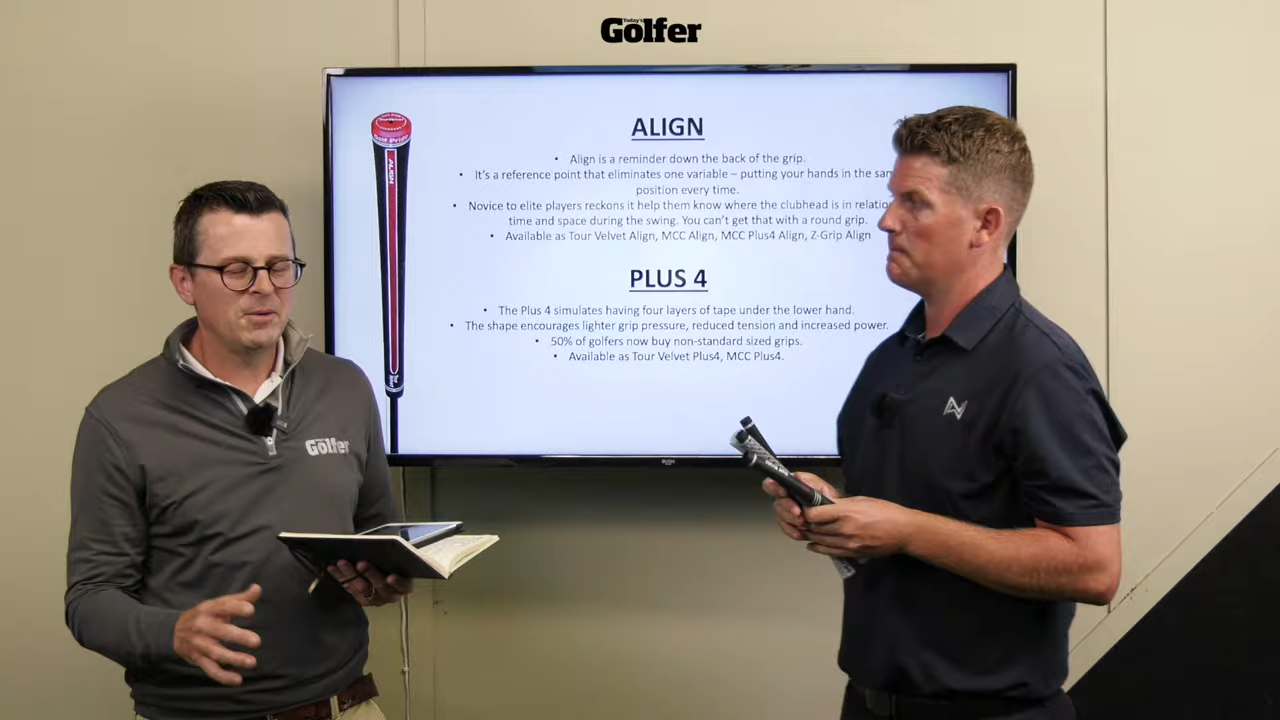 Today's
Golfer
ALIGN
• Align is a reminder down the back of the grip.
• It's a reference point that eliminates one variable – putting your hands in the
position every time.
• Novice to elite players reckons it help them know where the clubhead is in
time and space during the swing. You can't get that with a round grip.
• Available as Tour Velvet Align, MCC Align, MCC Plus4 Align, Z-Grip Align
PLUS 4
• The Plus 4 simulates having four layers of tape under the lower hand.
• The shape encourages lighter grip pressure, reduced tension and increased power.
• 50% of golfers now buy non-standard sized grips.
• Available as Tour Velvet Plus4, MCC Plus4.
Golf Pride
ALIGN
Golfer